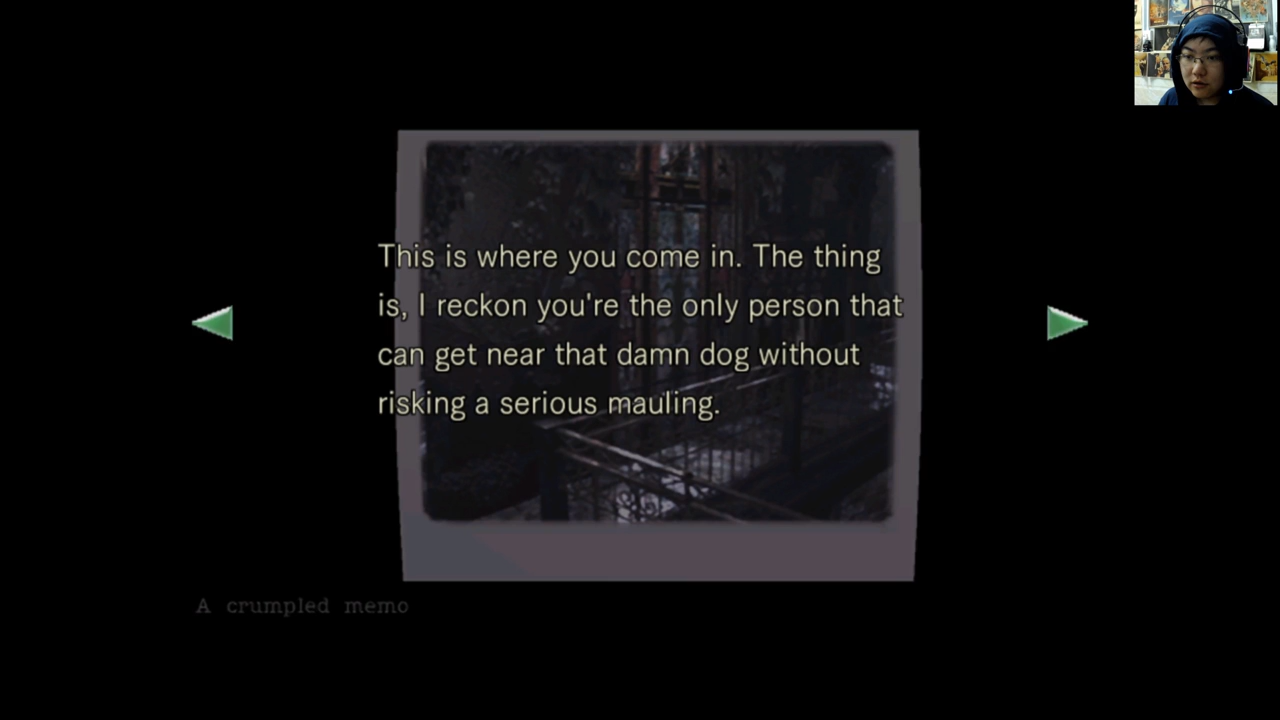 This is where you come in. The thing
is, I reckon you're the only person that
can get near that damn dog without
risking a serious mauling.
A crumpled memo